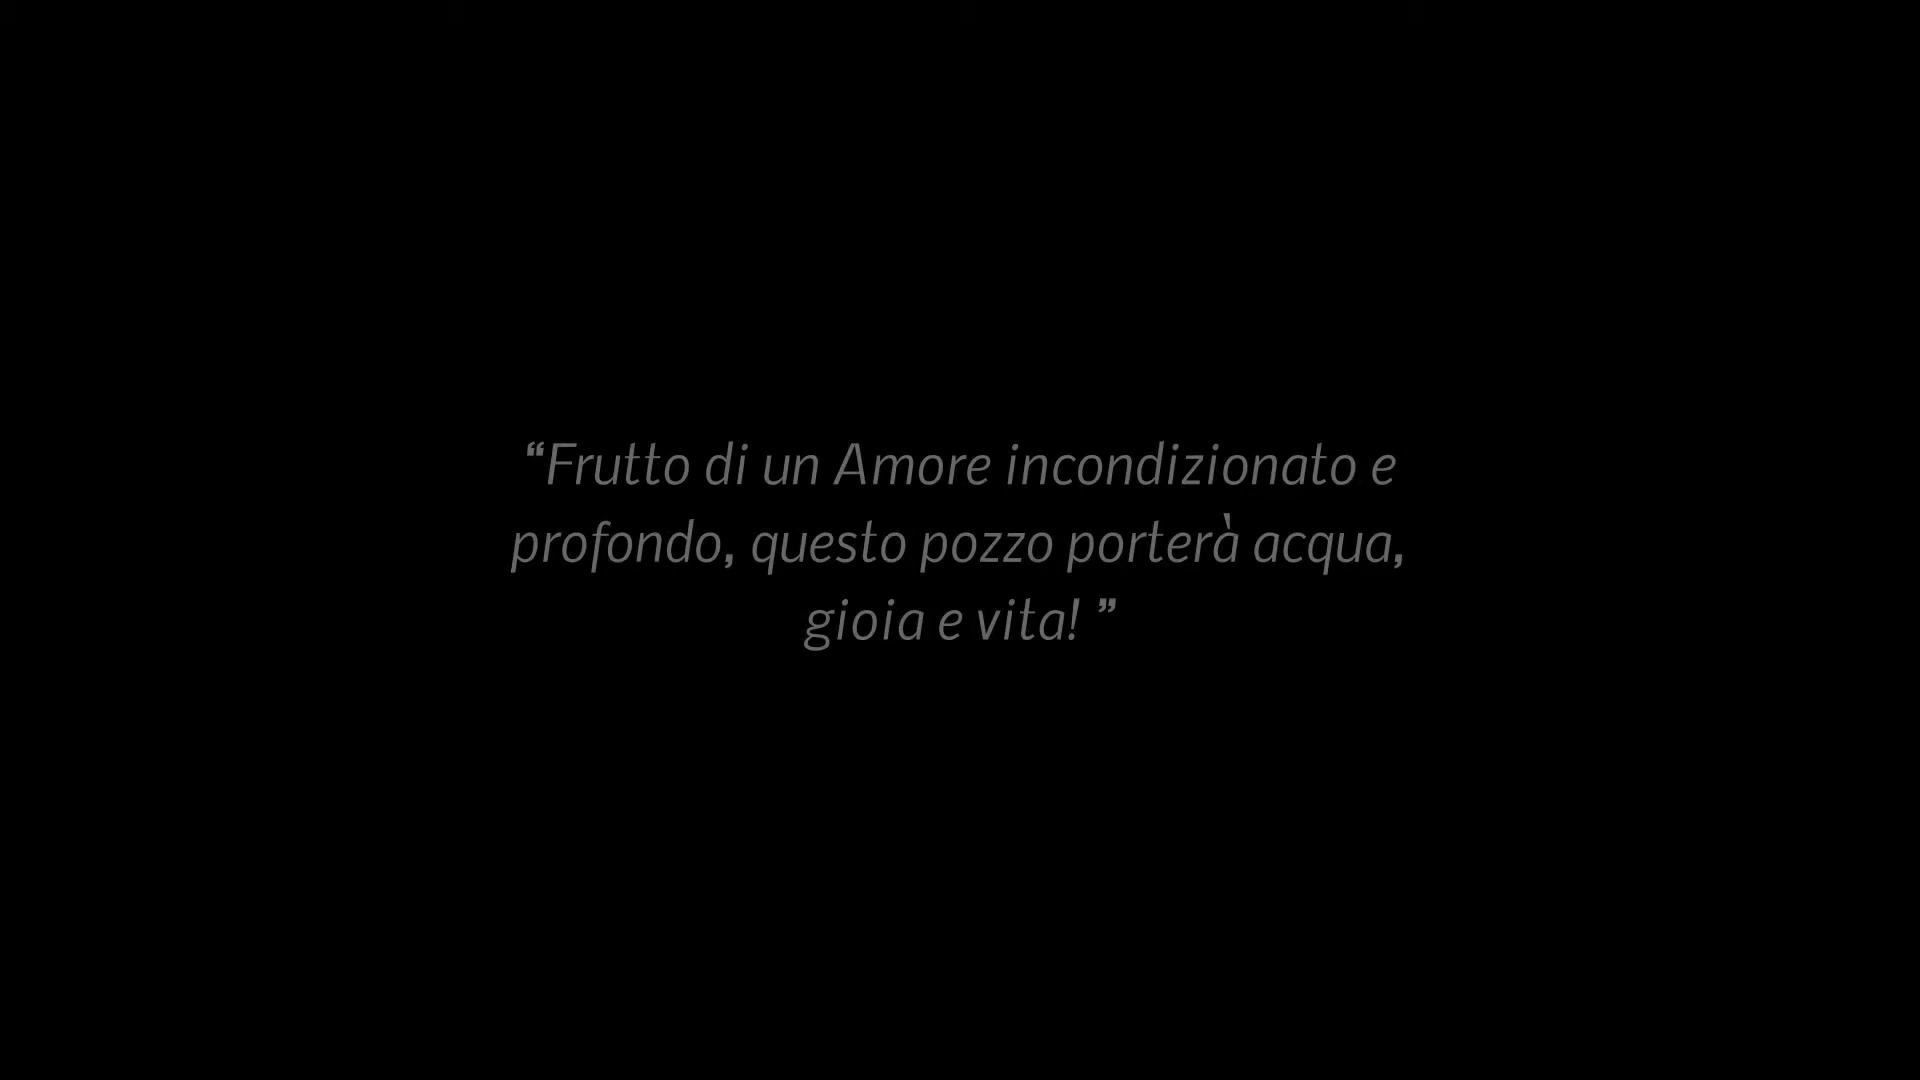 “Frutto di un Amore incondizionato e
profondo, questo pozzo porterà acqua,
gioia e vita! ”